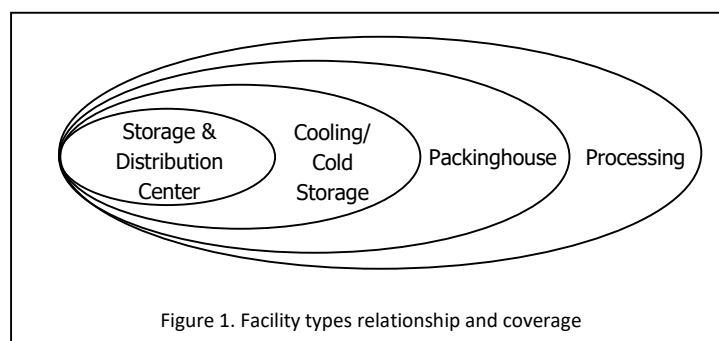 Storage &
Distribution
Center
Cooling/
Cold
Storage
Packinghouse
Processing
Figure 1. Facility types relationship and coverage